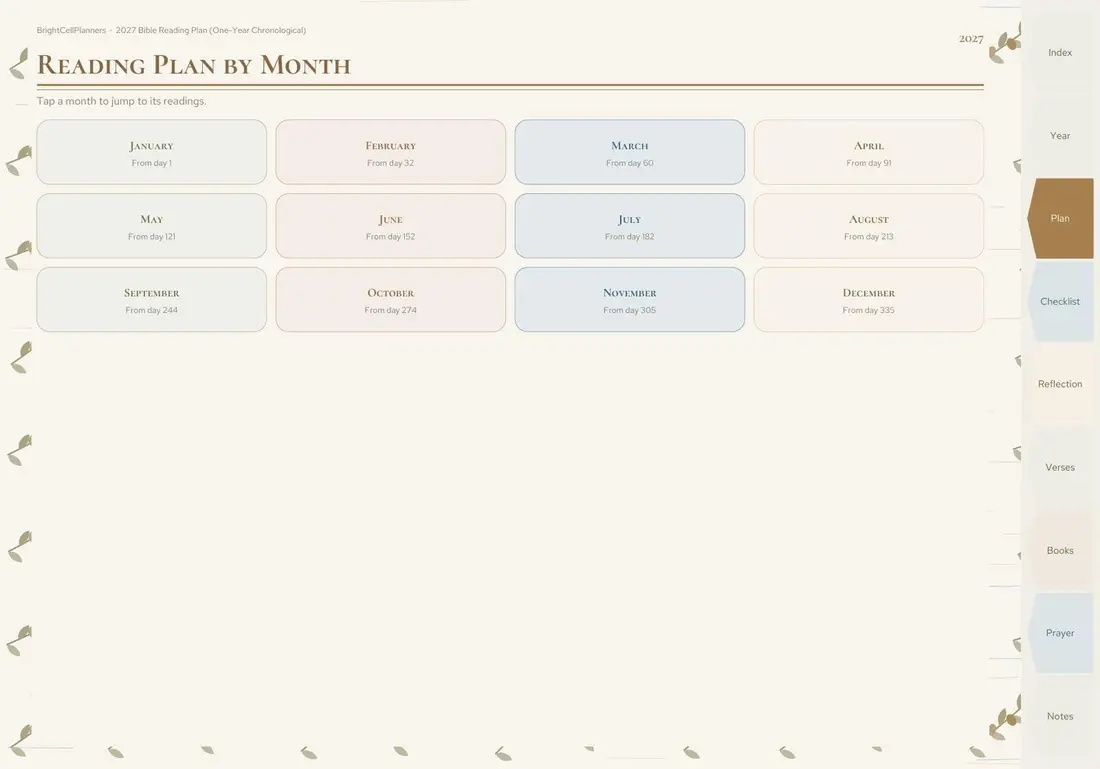 BrightCellPlanners - 2027 Bible Reading Plan (One-Year Chronological)
2027
Reading Plan by Month
Tap a month to jump to its readings.
January
From day 1
February
From day 32
March
From day 60
April
From day 91
May
From day 121
June
From day 152
July
From day 182
August
From day 213
September
From day 244
October
From day 274
November
From day 305
December
From day 335
Index
Year
Plan
Checklist
Reflection
Verses
Books
Prayer
Notes